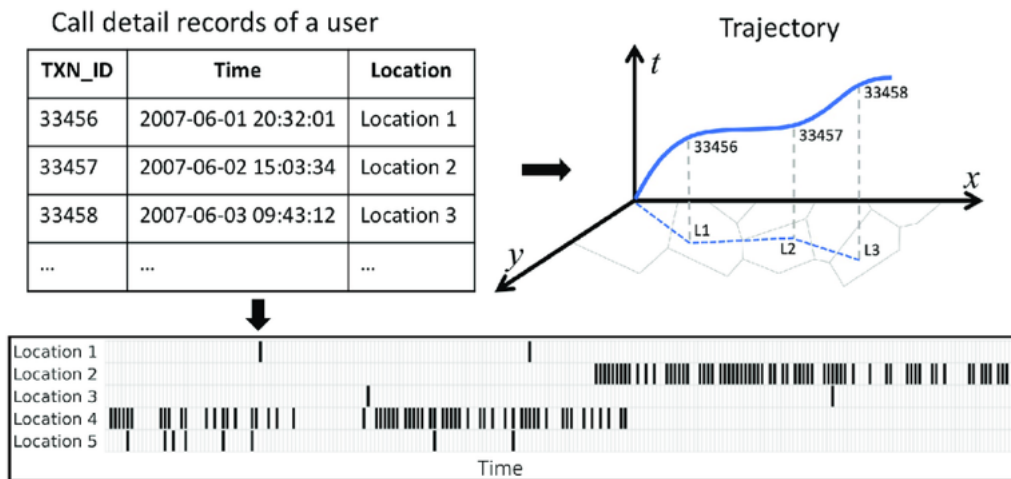 Call detail records of a user
TXN_ID Time Location
33456 2007-06-01 20:32:01 Location 1
33457 2007-06-02 15:03:34 Location 2
33458 2007-06-03 09:43:12 Location 3
... ... ...
Trajectory
t
33458
33456
33457
x
L1
L2
L3
y
Location 1
Location 2
Location 3
Location 4
Location 5
Time